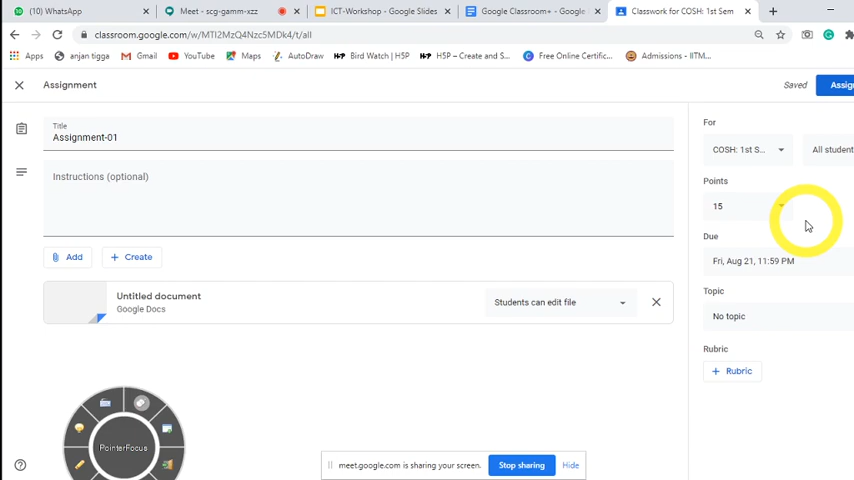 (10) WhatsApp
Meet - scg-gamm-xzz
ICT-Workshop - Google Slides
Google Classroom+ - Google
Classwork for COSH: 1st Sem
classroom.google.com/w/MTI2MzQ4Nzc5MDk4/t/all
Apps
anjan tigga
Gmail
YouTube
Maps
AutoDraw
H5P
Bird Watch | H5P
H5P
H5P – Create and S...
Free Online Certific...
Admissions - IITM...
Assignment
Saved
Assig
Title
Assignment-01
Instructions (optional)
Add
Create
Untitled document
Google Docs
Students can edit file
For
COSH: 1st S...
All student
Points
15
Due
Fri, Aug 21, 11:59 PM
Topic
No topic
Rubric
Rubric
PointerFocus
meet.google.com is sharing your screen.
Stop sharing
Hide